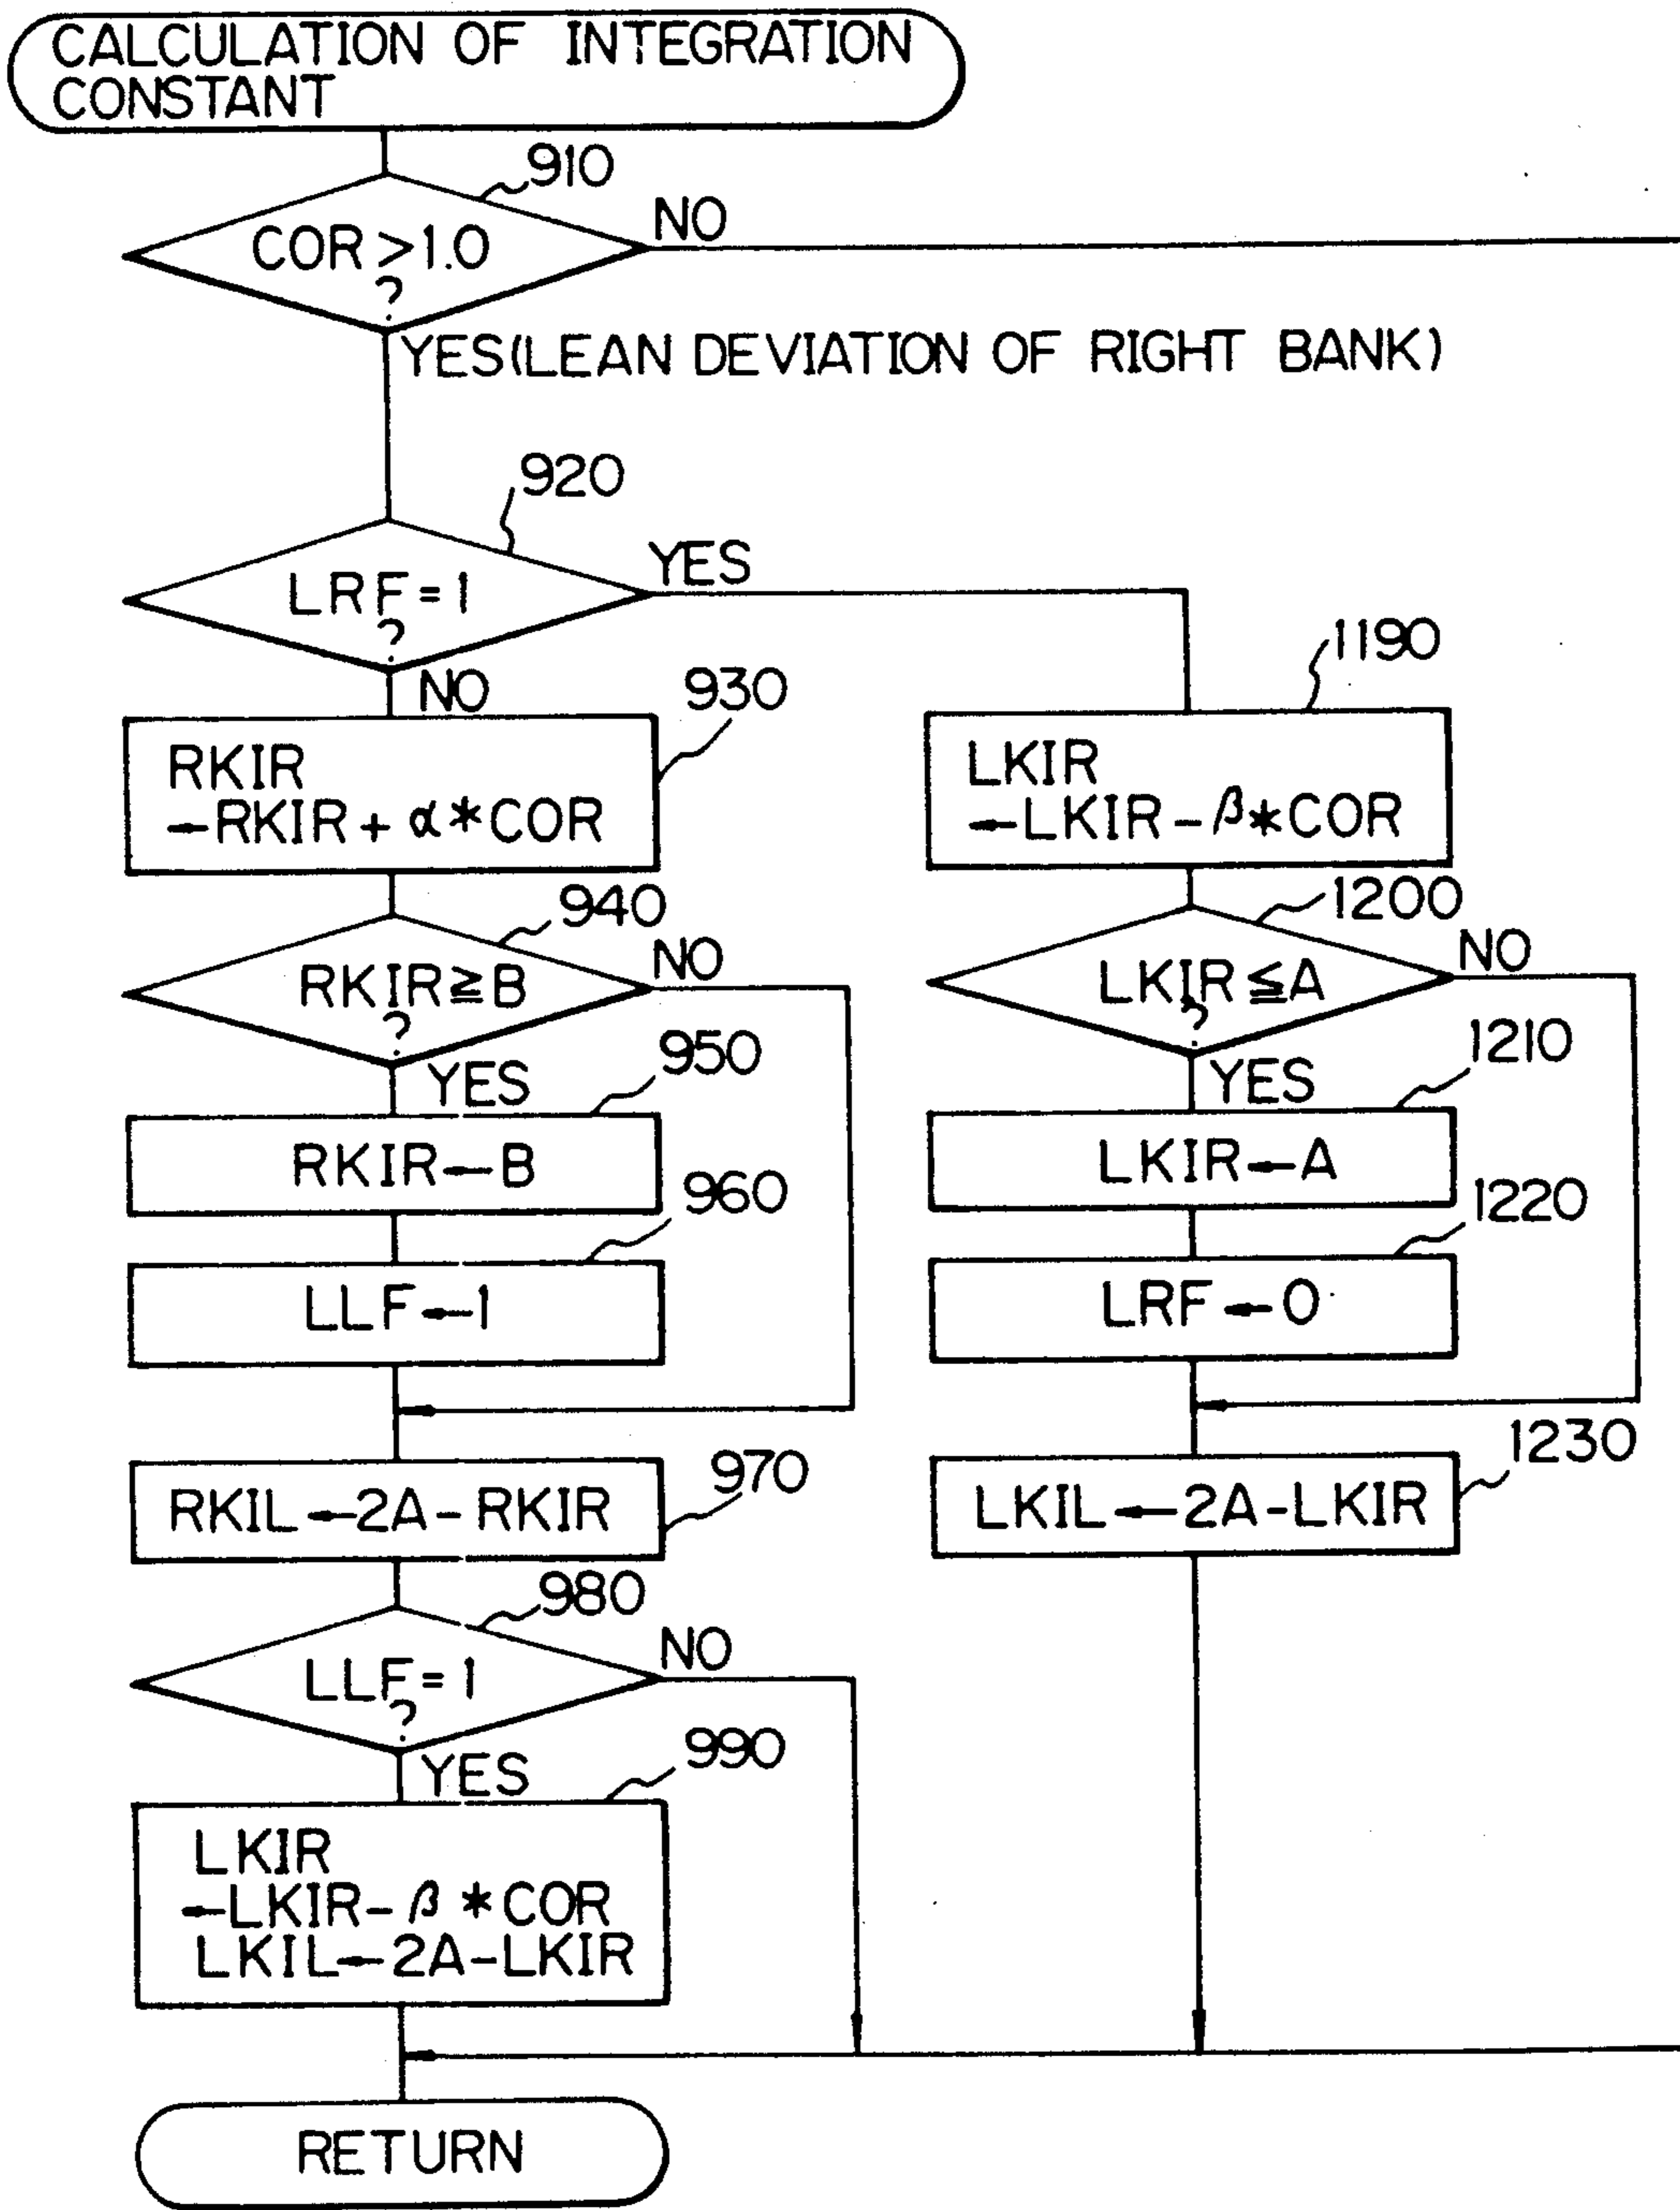 CALCULATION OF INTEGRATION
CONSTANT
910
COR > 1.0
?
NO
YES(LEAN DEVIATION OF RIGHT BANK)
920
LRF = 1
?
YES
NO
930
RKIR
←RKIR + α * COR
1190
LKIR
←LKIR - β * COR
940
RKIR ≧ B
?
NO
1200
LKIR ≦ A
?
NO
YES
950
RKIR ← B
YES
1210
LKIR ← A
960
LLF ← 1
1220
LRF ← 0
970
RKIL ← 2A - RKIR
1230
LKIL ← 2A - LKIR
980
LLF = 1
?
NO
YES
990
LKIR
←LKIR - β * COR
LKIL ← 2A - LKIR
RETURN